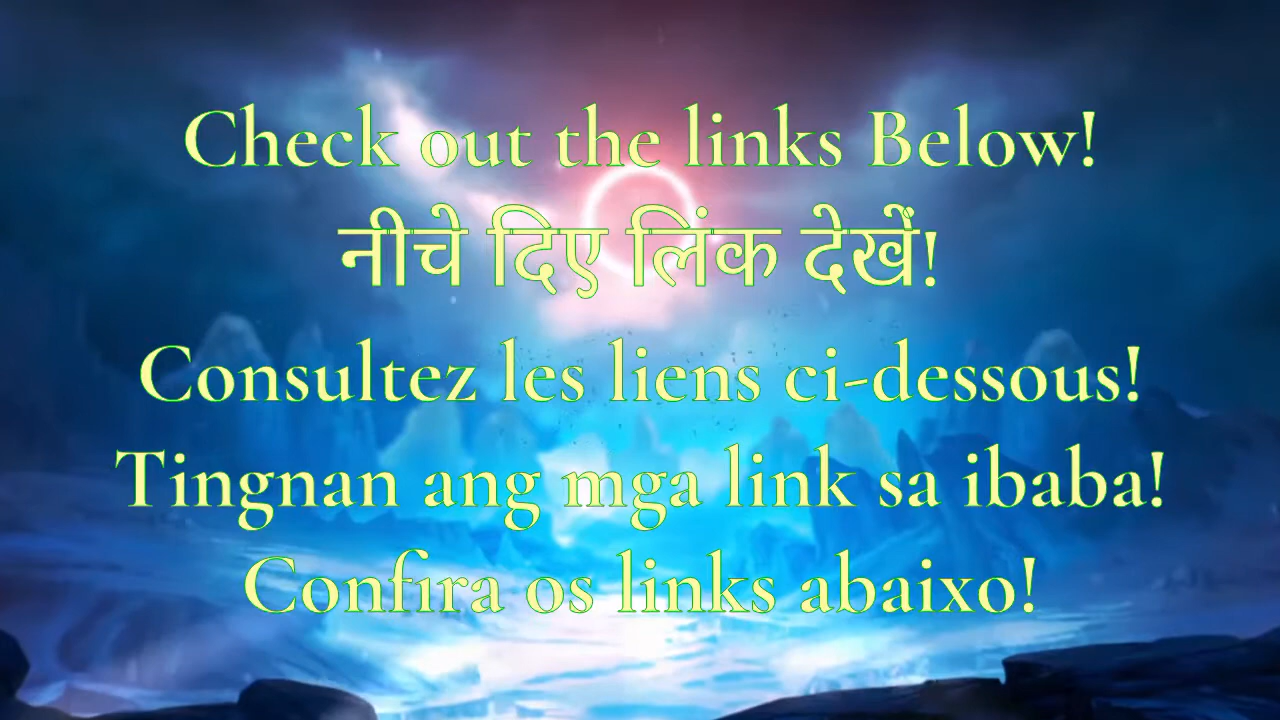 Check out the links Below!
नीचे दिए लिंक देखें!
Consultez les liens ci-dessous!
Tingnan ang mga link sa ibaba!
Confira os links abaixo!